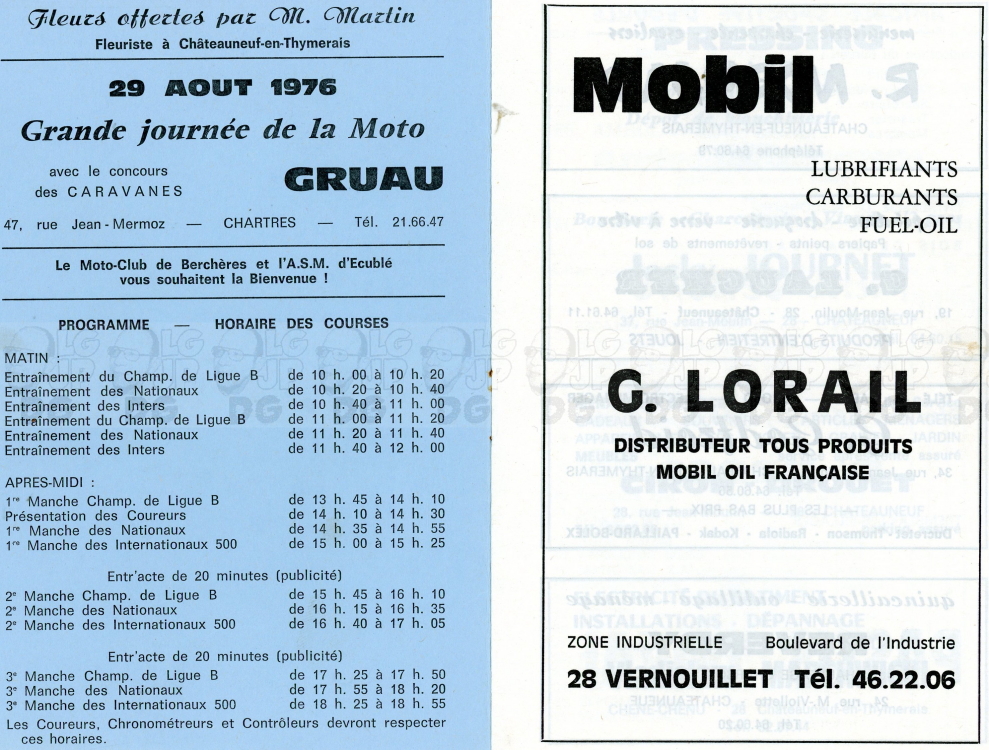 Fleurs offertes par M. Martin
Fleuriste à Châteauneuf-en-Thymerais
29 AOUT 1976
Grande journée de la Moto
avec le concours
des CARAVANES
GRUAU
47, rue Jean-Mermoz — CHARTRES — Tél. 21.66.47
Le Moto-Club de Berchères et l'A.S.M. d'Ecublé
vous souhaitent la Bienvenue !
PROGRAMME — HORAIRE DES COURSES
MATIN :
Entraînement du Champ. de Ligue B de 10 h. 00 à 10 h. 20
Entraînement des Nationaux de 10 h. 20 à 10 h. 40
Entraînement des Inters de 10 h. 40 à 11 h. 00
Entraînement du Champ. de Ligue B de 11 h. 00 à 11 h. 20
Entraînement des Nationaux de 11 h. 20 à 11 h. 40
Entraînement des Inters de 11 h. 40 à 12 h. 00
APRES-MIDI :
1re Manche Champ. de Ligue B de 13 h. 45 à 14 h. 10
Présentation des Coureurs de 14 h. 10 à 14 h. 30
1re Manche des Nationaux de 14 h. 35 à 14 h. 55
1re Manche des Internationaux 500 de 15 h. 00 à 15 h. 25
Entr'acte de 20 minutes (publicité)
2e Manche Champ. de Ligue B de 15 h. 45 à 16 h. 10
2e Manche des Nationaux de 16 h. 15 à 16 h. 35
2e Manche des Internationaux 500 de 16 h. 40 à 17 h. 05
Entr'acte de 20 minutes (publicité)
3e Manche Champ. de Ligue B de 17 h. 25 à 17 h. 50
3e Manche des Nationaux de 17 h. 55 à 18 h. 20
3e Manche des Internationaux 500 de 18 h. 25 à 18 h. 55
Les Coureurs, Chronométreurs et Contrôleurs devront respecter
ces horaires.
Mobil
LUBRIFIANTS
CARBURANTS
FUEL-OIL
G. LORAIL
DISTRIBUTEUR TOUS PRODUITS
MOBIL OIL FRANÇAISE
ZONE INDUSTRIELLE Boulevard de l'Industrie
28 VERNOUILLET Tél. 46.22.06